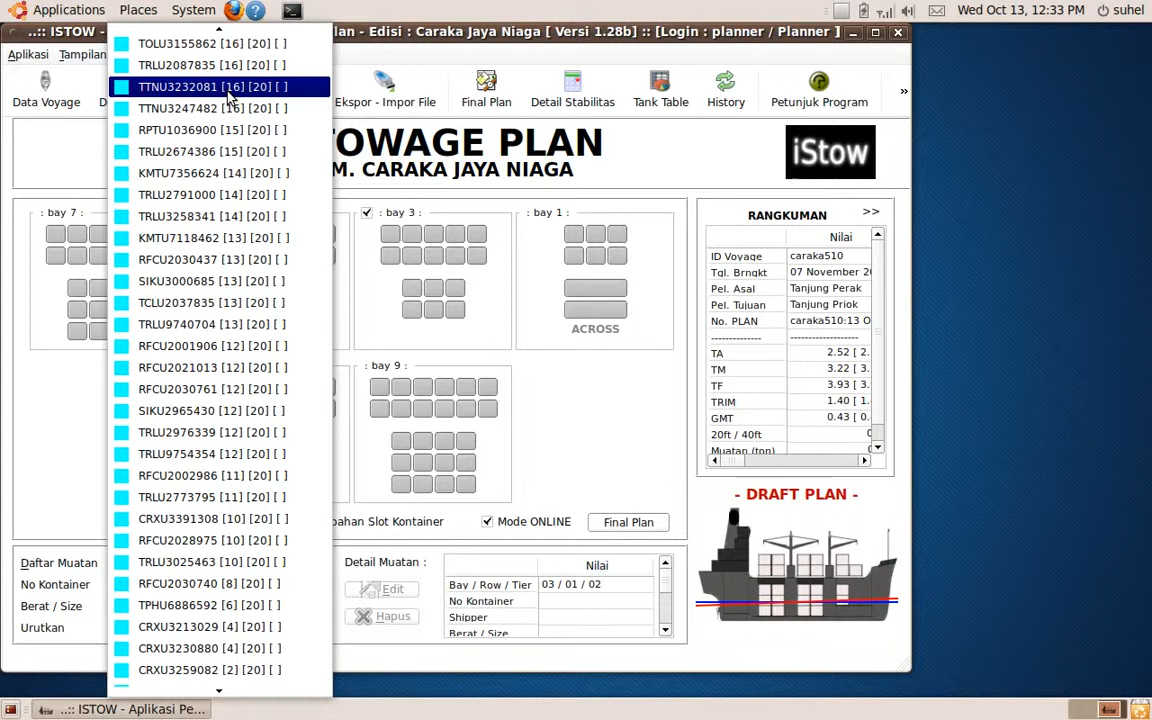 Applications Places System
Wed Oct 13, 12:33 PM suhel
..:: ISTOW -
lan - Edisi : Caraka Jaya Niaga [ Versi 1.28b] :: [Login : planner / Planner ]
Aplikasi Tampilan
Data Voyage
Ekspor - Impor File
Final Plan
Detail Stabilitas
Tank Table
History
Petunjuk Program
»
TOWAGE PLAN
M. CARAKA JAYA NIAGA
iStow
TOLU3155862 [16] [20] [ ]
TRLU2087835 [16] [20] [ ]
TTNU3232081 [16] [20] [ ]
TTNU3247482 [16] [20] [ ]
RPTU1036900 [15] [20] [ ]
TRLU2674386 [15] [20] [ ]
KMTU7356624 [14] [20] [ ]
TRLU2791000 [14] [20] [ ]
TRLU3258341 [14] [20] [ ]
KMTU7118462 [13] [20] [ ]
RFCU2030437 [13] [20] [ ]
SIKU3000685 [13] [20] [ ]
TCLU2037835 [13] [20] [ ]
TRLU9740704 [13] [20] [ ]
RFCU2001906 [12] [20] [ ]
RFCU2021013 [12] [20] [ ]
RFCU2030761 [12] [20] [ ]
SIKU2965430 [12] [20] [ ]
TRLU2976339 [12] [20] [ ]
TRLU9754354 [12] [20] [ ]
RFCU2002986 [11] [20] [ ]
TRLU2773795 [11] [20] [ ]
CRXU3391308 [10] [20] [ ]
RFCU2028975 [10] [20] [ ]
TRLU3025463 [10] [20] [ ]
RFCU2030740 [8] [20] [ ]
TPHU6886592 [6] [20] [ ]
CRXU3213029 [4] [20] [ ]
CRXU3230880 [4] [20] [ ]
CRXU3259082 [2] [20] [ ]
: bay 7 :
: bay 3 :
: bay 1 :
ACROSS
: bay 9 :
RANGKUMAN >>
Nilai
ID Voyage caraka510
Tgl. Brngkt 07 November 20
Pel. Asal Tanjung Perak
Pel. Tujuan Tanjung Priok
No. PLAN caraka510:13 O
-------------- -------------------
TA 2.52 [ 2.
TM 3.22 [ 3.
TF 3.93 [ 3.
TRIM 1.40 [ 1.
GMT 0.43 [ 0.
20ft / 40ft 0
Muatan (ton)
- DRAFT PLAN -
bahan Slot Kontainer
Mode ONLINE
Final Plan
Daftar Muatan
No Kontainer
Berat / Size
Urutkan
Detail Muatan :
Edit
Hapus
Nilai
Bay / Row / Tier 03 / 01 / 02
No Kontainer
Shipper
Berat / Size
..:: ISTOW - Aplikasi Pe...